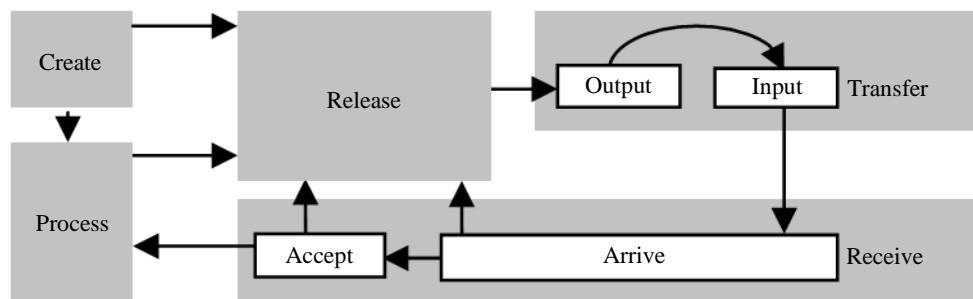 Create
Release
Output
Input
Transfer
Process
Accept
Arrive
Receive